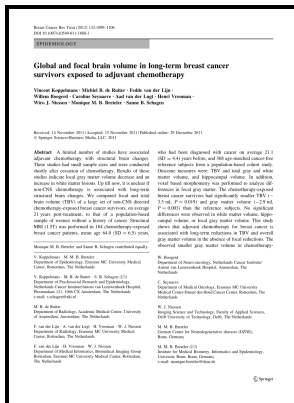 Breast Cancer Res Treat (2012) 132:1099–1106
DOI 10.1007/s10549-011-1888-1
EPIDEMIOLOGY
Global and focal brain volume in long-term breast cancer
survivors exposed to adjuvant chemotherapy
Vincent Koppelmans · Michiel B. de Ruiter · Fedde van der Lijn ·
Willem Boogerd · Caroline Seynaeve · Aad van der Lugt · Henri Vrooman ·
Wiro J. Niessen · Monique M. B. Breteler · Sanne B. Schagen
Received: 14 November 2011 / Accepted: 19 November 2011 / Published online: 29 December 2011
© Springer Science+Business Media, LLC. 2011
Abstract A limited number of studies have associated
adjuvant chemotherapy with structural brain changes.
These studies had small sample sizes and were conducted
shortly after cessation of chemotherapy. Results of these
studies indicate local gray matter volume decrease and an
increase in white matter lesions. Up till now, it is unclear if
non-CNS chemotherapy is associated with long-term
structural brain changes. We compared focal and total
brain volume (TBV) of a large set of non-CNS directed
chemotherapy-exposed breast cancer survivors, on average
21 years post-treatment, to that of a population-based
sample of women without a history of cancer. Structural
MRI (1.5T) was performed in 184 chemotherapy-exposed
breast cancer patients, mean age 64.0 (SD = 6.5) years,
who had been diagnosed with cancer on average 21.1
(SD = 4.4) years before, and 368 age-matched cancer-free
reference subjects from a population-based cohort study.
Outcome measures were: TBV and total gray and white
matter volume, and hippocampal volume. In addition,
voxel based morphometry was performed to analyze dif-
ferences in focal gray matter. The chemotherapy-exposed
breast cancer survivors had significantly smaller TBV (−
3.5 ml, P = 0.019) and gray matter volume (−2.9 ml,
P = 0.003) than the reference subjects. No significant
differences were observed in white matter volume, hippo-
campal volume, or local gray matter volume. This study
shows that adjuvant chemotherapy for breast cancer is
associated with long-term reductions in TBV and overall
gray matter volume in the absence of focal reductions. The
observed smaller gray matter volume in chemotherapy-
Monique M. B. Breteler and Sanne B. Schagen contributed equally.
V. Koppelmans · M. M. B. Breteler
Department of Epidemiology, Erasmus MC University Medical
Center, Rotterdam, The Netherlands
V. Koppelmans · M. B. de Ruiter · S. B. Schagen
Department of Psychosocial Research and Epidemiology,
Netherlands Cancer Institute/Antoni van Leeuwenhoek Hospital,
Plesmanlaan 121, 1066 CX Amsterdam, The Netherlands
e-mail: s.schagen@nki.nl
M. B. de Ruiter
Department of Radiology, Academic Medical Center, University
of Amsterdam, Amsterdam, The Netherlands
F. van der Lijn · A. van der Lugt · H. Vrooman · W. J. Niessen
Department of Radiology, Erasmus MC University Medical
Center, Rotterdam, The Netherlands
F. van der Lijn · H. Vrooman · W. J. Niessen
Department of Medical Informatics, Biomedical Imaging Group
Rotterdam, Erasmus MC University Medical Center, Rotterdam,
The Netherlands
W. Boogerd
Department of Neuro-oncology, Netherlands Cancer Institute/
Antoni van Leeuwenhoek Hospital, Amsterdam, The
Netherlands
C. Seynaeve
Department of Medical Oncology, Erasmus MC University
Medical Center-Daniel den Hoed Cancer Center, Rotterdam,
The Netherlands
W. J. Niessen
Imaging Science and Technology, Faculty of Applied Sciences,
Delft University of Technology, Delft, The Netherlands
M. M. B. Breteler
German Center for Neurodegenerative diseases (DZNE),
Bonn, Germany
M. M. B. Breteler
Institute for Medical Biometry, Informatics and Epidemiology,
University Bonn, Bonn, Germany
Springer